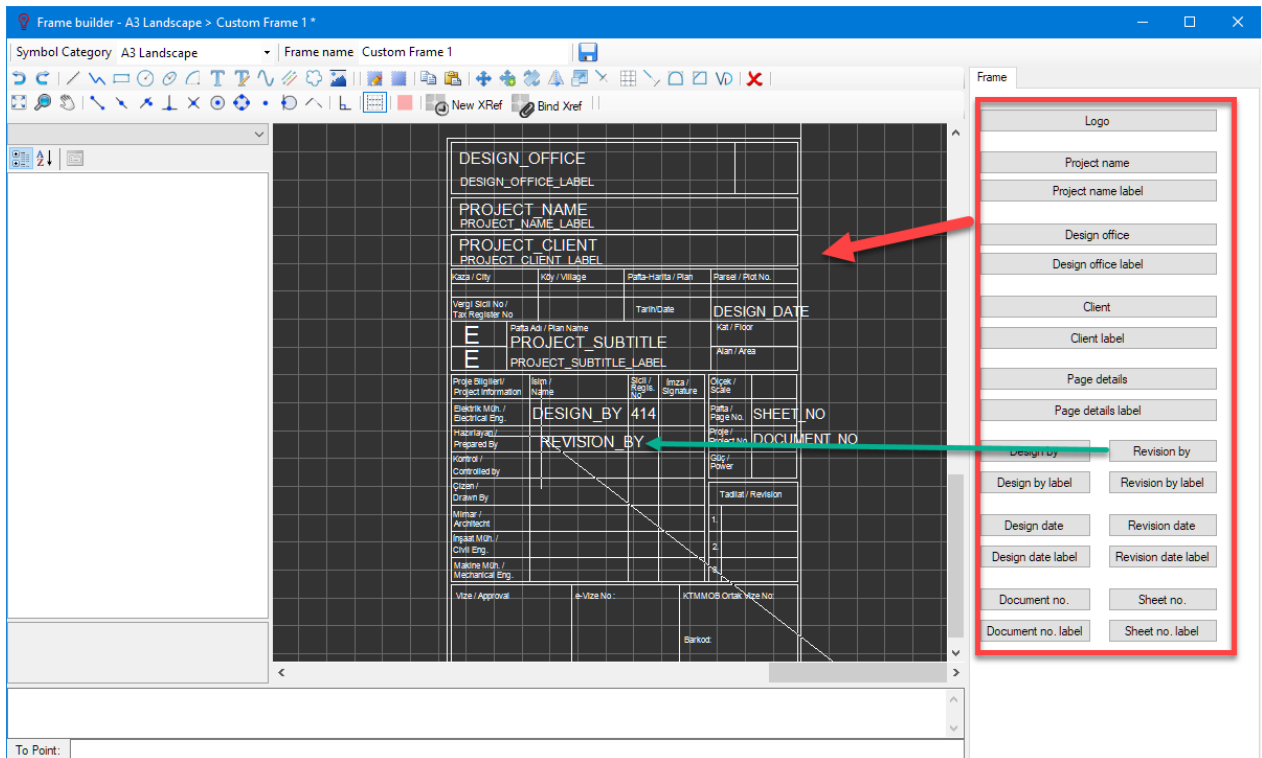 Frame builder - A3 Landscape > Custom Frame 1 *
Symbol Category A3 Landscape Frame name Custom Frame 1
New XRef Bind Xref
Frame
Logo
Project name
Project name label
Design office
Design office label
Client
Client label
Page details
Page details label
Design by Revision by
Design by label Revision by label
Design date Revision date
Design date label Revision date label
Document no. Sheet no.
Document no. label Sheet no. label
DESIGN_OFFICE
DESIGN_OFFICE_LABEL
PROJECT_NAME
PROJECT_NAME_LABEL
PROJECT_CLIENT
PROJECT_CLIENT_LABEL
Kaza / City Köy / Village Pafta-Harita / Plan Parsel / Plot No.
Vergi Sicil No /
Tax Register No
Tarih/Date
DESIGN_DATE
E
E
Pafta Adı / Plan Name
PROJECT_SUBTITLE
PROJECT_SUBTITLE_LABEL
Kat / Floor
Alan / Area
Proje Bilgileri/
Project Information
İsim /
Name
Sicil /
Regis.
No
İmza /
Signature
Ölçek /
Scale
Elektrik Müh. /
Electrical Eng.
DESIGN_BY 414
Pafta /
Page No.
SHEET_NO
Hazırlayan /
Prepared By
REVISION_BY
Proje /
Project No
DOCUMENT_NO
Kontrol /
Controlled by
Güç /
Power
Çizen /
Drawn By
Tadilat / Revision
Mimar /
Architecht
1.
İnşaat Müh. /
Civil Eng.
2.
Makine Müh. /
Mechanical Eng.
3.
Vize / Approval e-Vize No : KTMMOB Ortak Vize No:
Barkod:
To Point: